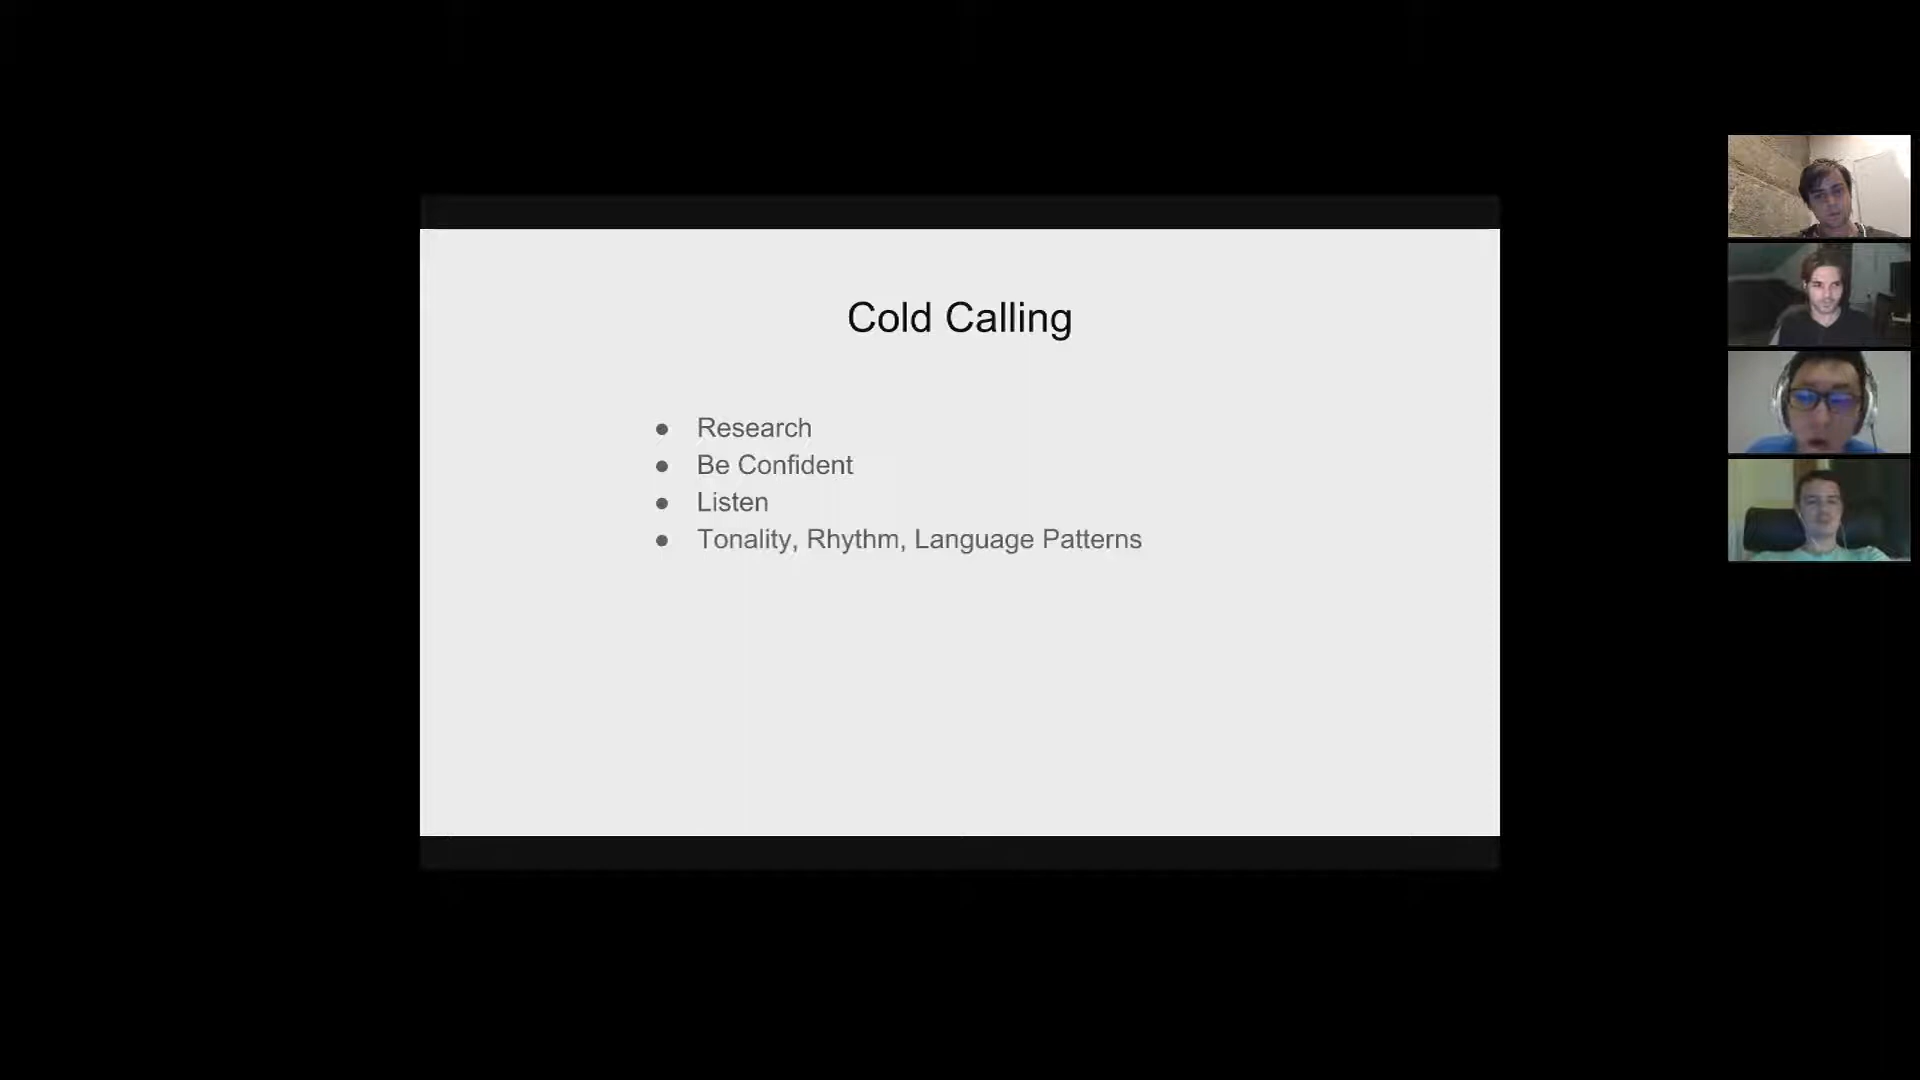 Cold Calling
● Research
● Be Confident
● Listen
● Tonality, Rhythm, Language Patterns